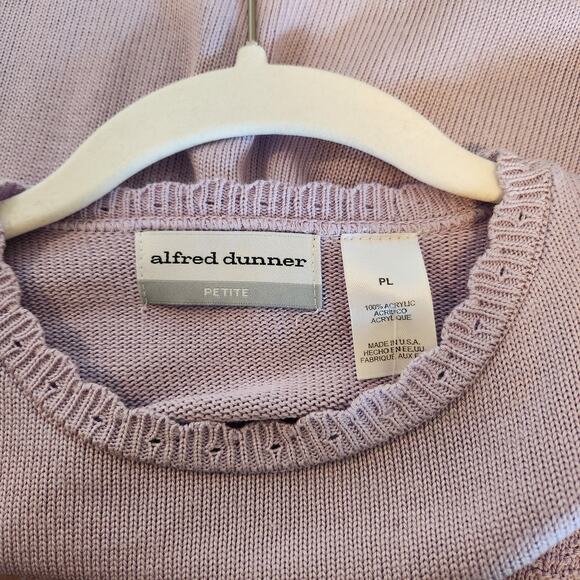 alfred dunner
PETITE
PL
100% ACRYLIC
ACRILICO
ACRYLIQUE
MADE IN U.S.A.
HECHO EN EE.UU
FABRIQUE AUX